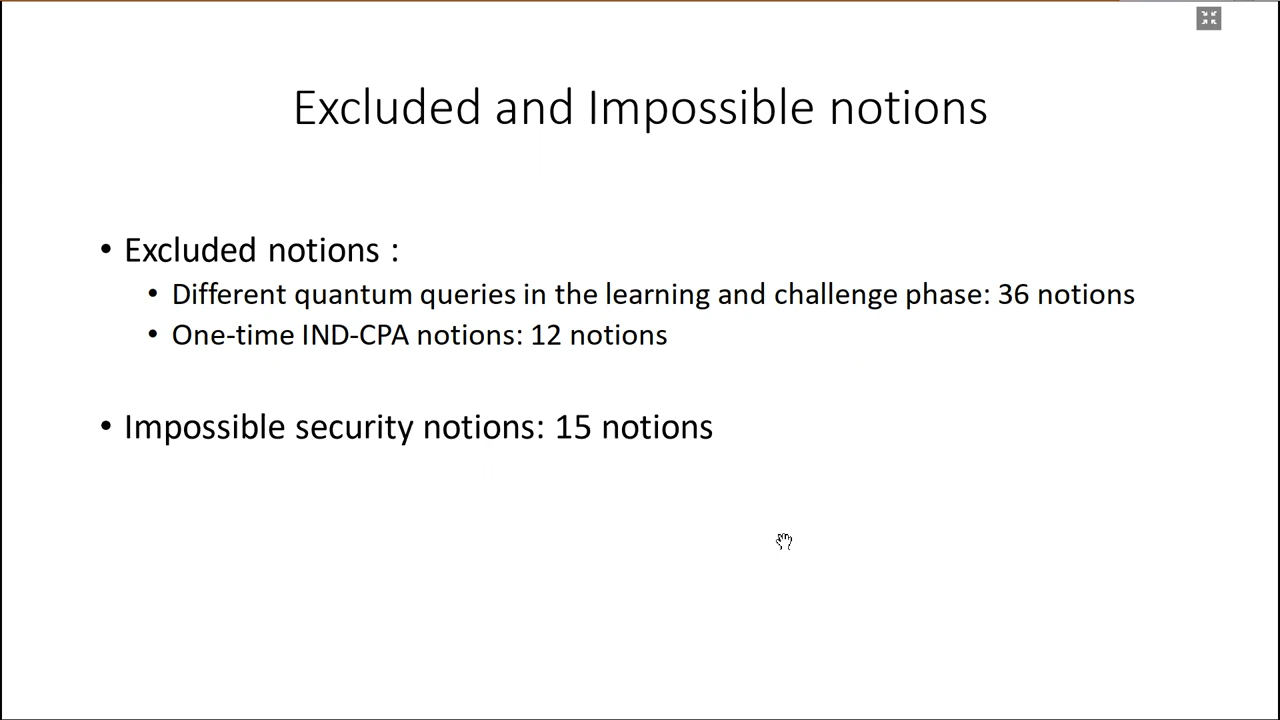 Excluded and Impossible notions
• Excluded notions :
• Different quantum queries in the learning and challenge phase: 36 notions
• One-time IND-CPA notions: 12 notions
• Impossible security notions: 15 notions